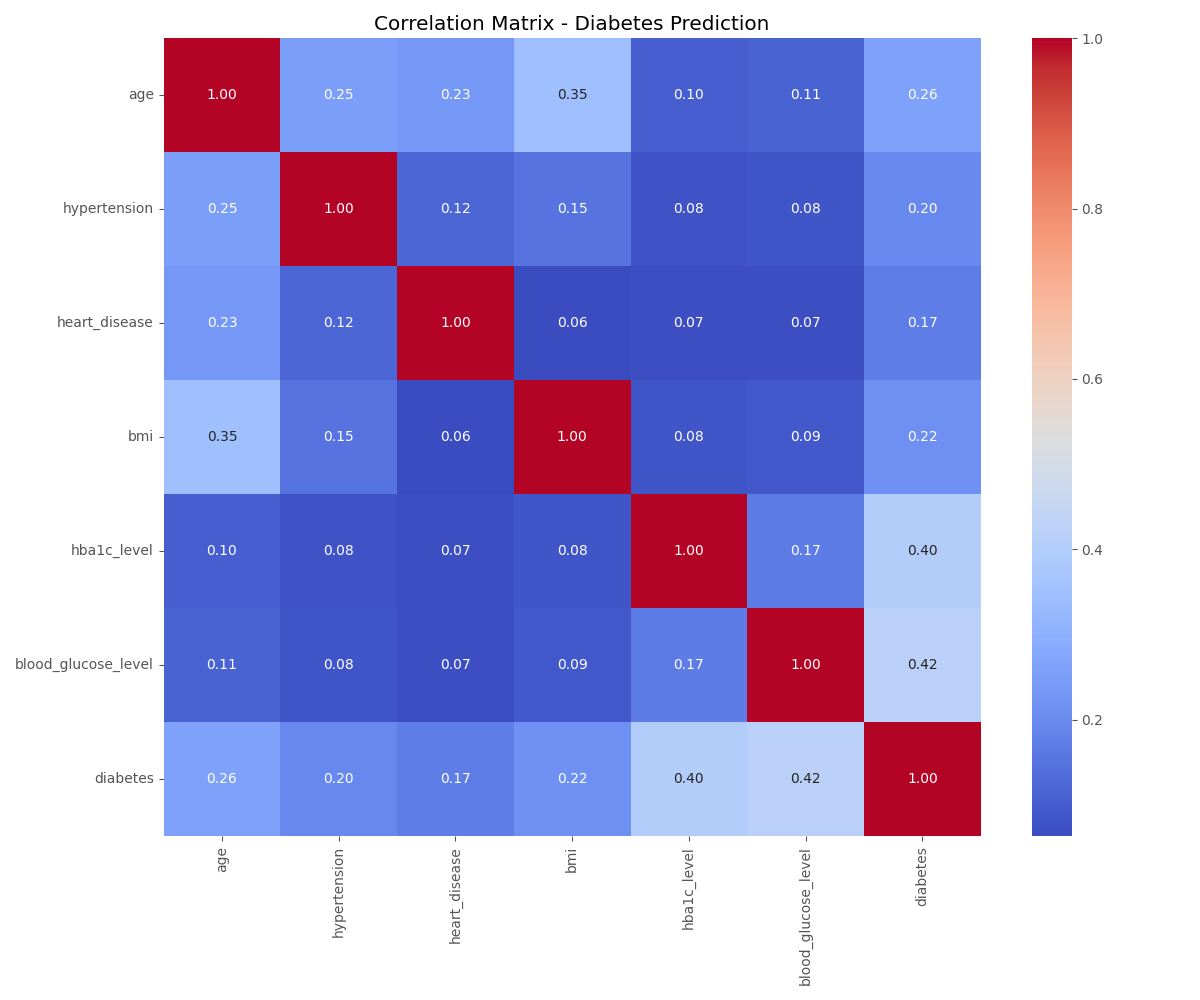 Correlation Matrix - Diabetes Prediction
age 1.00 0.25 0.23 0.35 0.10 0.11 0.26
hypertension 0.25 1.00 0.12 0.15 0.08 0.08 0.20
heart_disease 0.23 0.12 1.00 0.06 0.07 0.07 0.17
bmi 0.35 0.15 0.06 1.00 0.08 0.09 0.22
hba1c_level 0.10 0.08 0.07 0.08 1.00 0.17 0.40
blood_glucose_level 0.11 0.08 0.07 0.09 0.17 1.00 0.42
diabetes 0.26 0.20 0.17 0.22 0.40 0.42 1.00
age hypertension heart_disease bmi hba1c_level blood_glucose_level diabetes
1.0
0.8
0.6
0.4
0.2